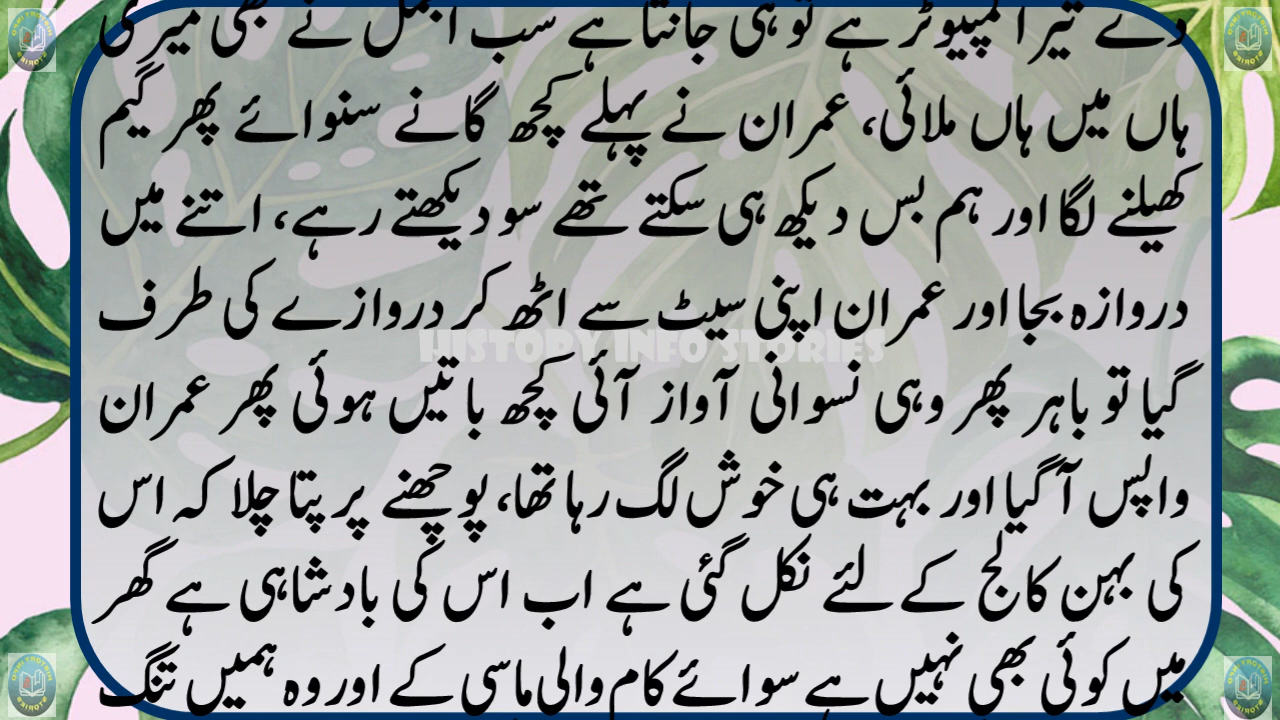 دے تیرا کمپیوٹر ہے تو ہی جانتا ہے سب اجمل نے بھی میری
ہاں میں ہاں ملائی، عمران نے پہلے کچھ گانے سنوائے پھر گیم
کھیلنے لگا اور ہم بس دیکھ ہی سکتے تھے سو دیکھتے رہے، اتنے میں
دروازہ بجا اور عمران اپنی سیٹ سے اٹھ کر دروازے کی طرف
HISTORY INFO STORIES
گیا تو باہر پھر وہی نسوانی آواز آئی کچھ باتیں ہوئی پھر عمران
واپس آ گیا اور بہت ہی خوش لگ رہا تھا، پوچھنے پر پتا چلا کہ اس
کی بہن کالج کے لئے نکل گئی ہے اب اس کی بادشاہی ہے گھر
میں کوئی بھی نہیں ہے سوائے کام والی ماسی کے اور وہ ہمیں تنگ